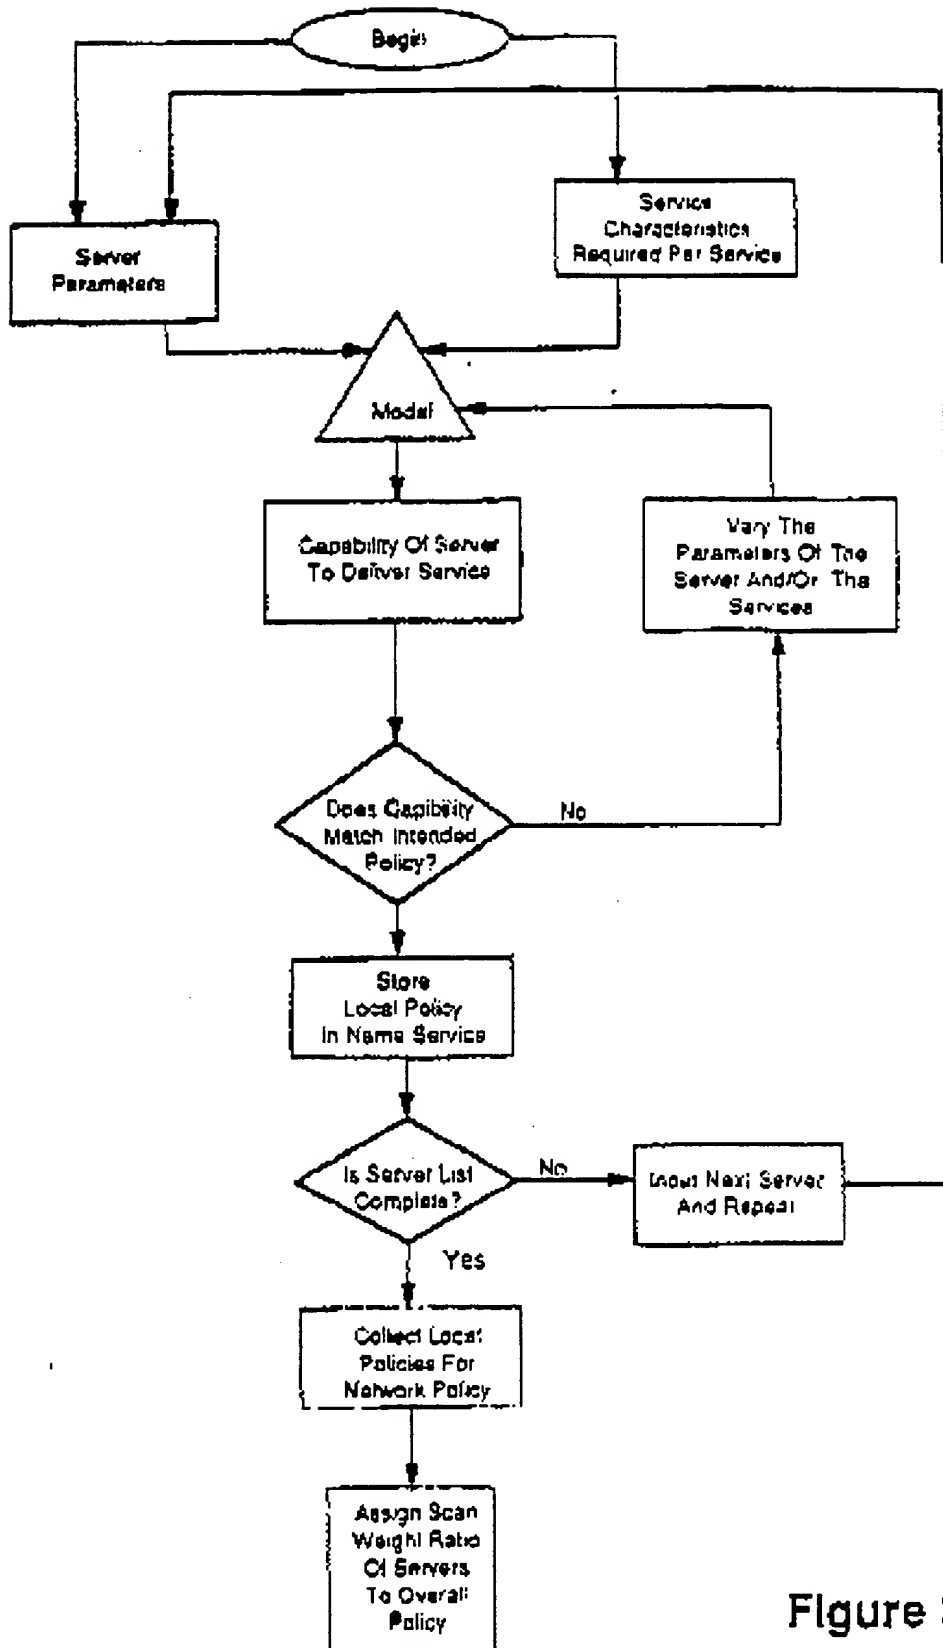 Begin
Service
Characteristics
Required Per Service
Server
Parameters
Model
Capability Of Server
To Deliver Service
Vary The
Parameters Of The
Server And/Or The
Services
Does Capibility
Match Intended
Policy?
No
Store
Local Policy
In Name Service
Is Server List
Complete?
No
Input Next Server
And Repeat
Yes
Collect Local
Policies For
Network Policy
Assign Scan
Weight Ratio
Of Servers
To Overall
Policy
Figure